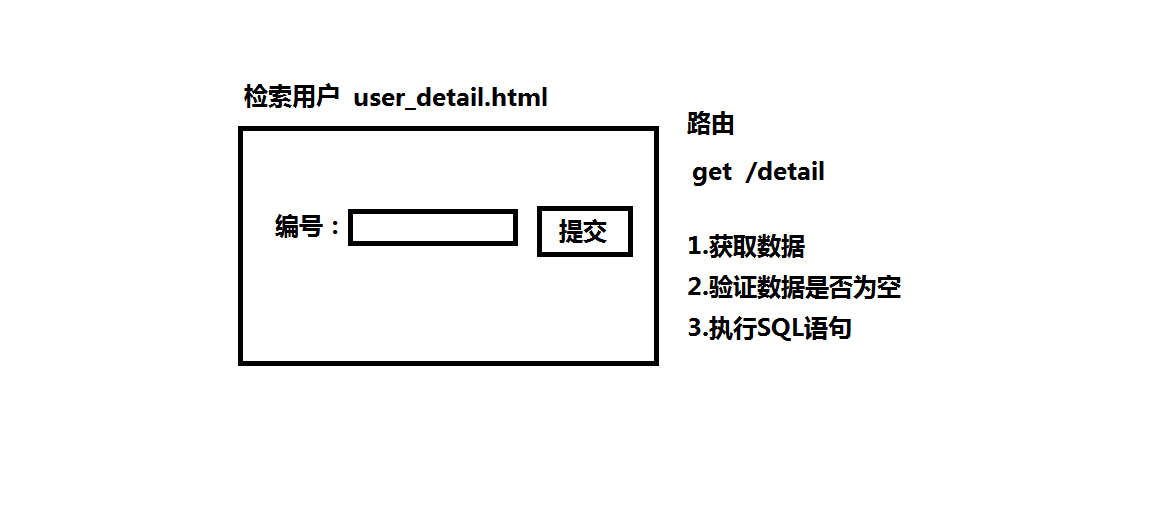 检索用户 user_detail.html
编号：
提交
路由
get /detail
1.获取数据
2.验证数据是否为空
3.执行SQL语句